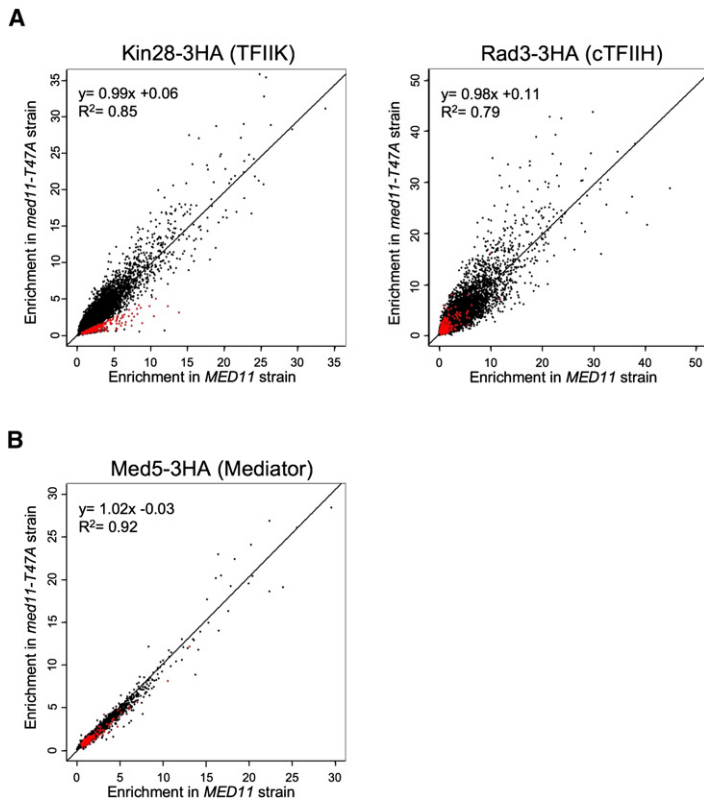 A
Kin28-3HA (TFIIK)
y= 0.99x +0.06
R²= 0.85
Enrichment in med11-T47A strain
35
30
25
20
15
10
5
0
0 5 10 15 20 25 30 35
Enrichment in MED11 strain
Rad3-3HA (cTFIIH)
y= 0.98x +0.11
R²= 0.79
Enrichment in med11-T47A strain
50
40
30
20
10
0
0 10 20 30 40 50
Enrichment in MED11 strain
B
Med5-3HA (Mediator)
y= 1.02x -0.03
R²= 0.92
Enrichment in med11-T47A strain
30
25
20
15
10
5
0
0 5 10 15 20 25 30
Enrichment in MED11 strain